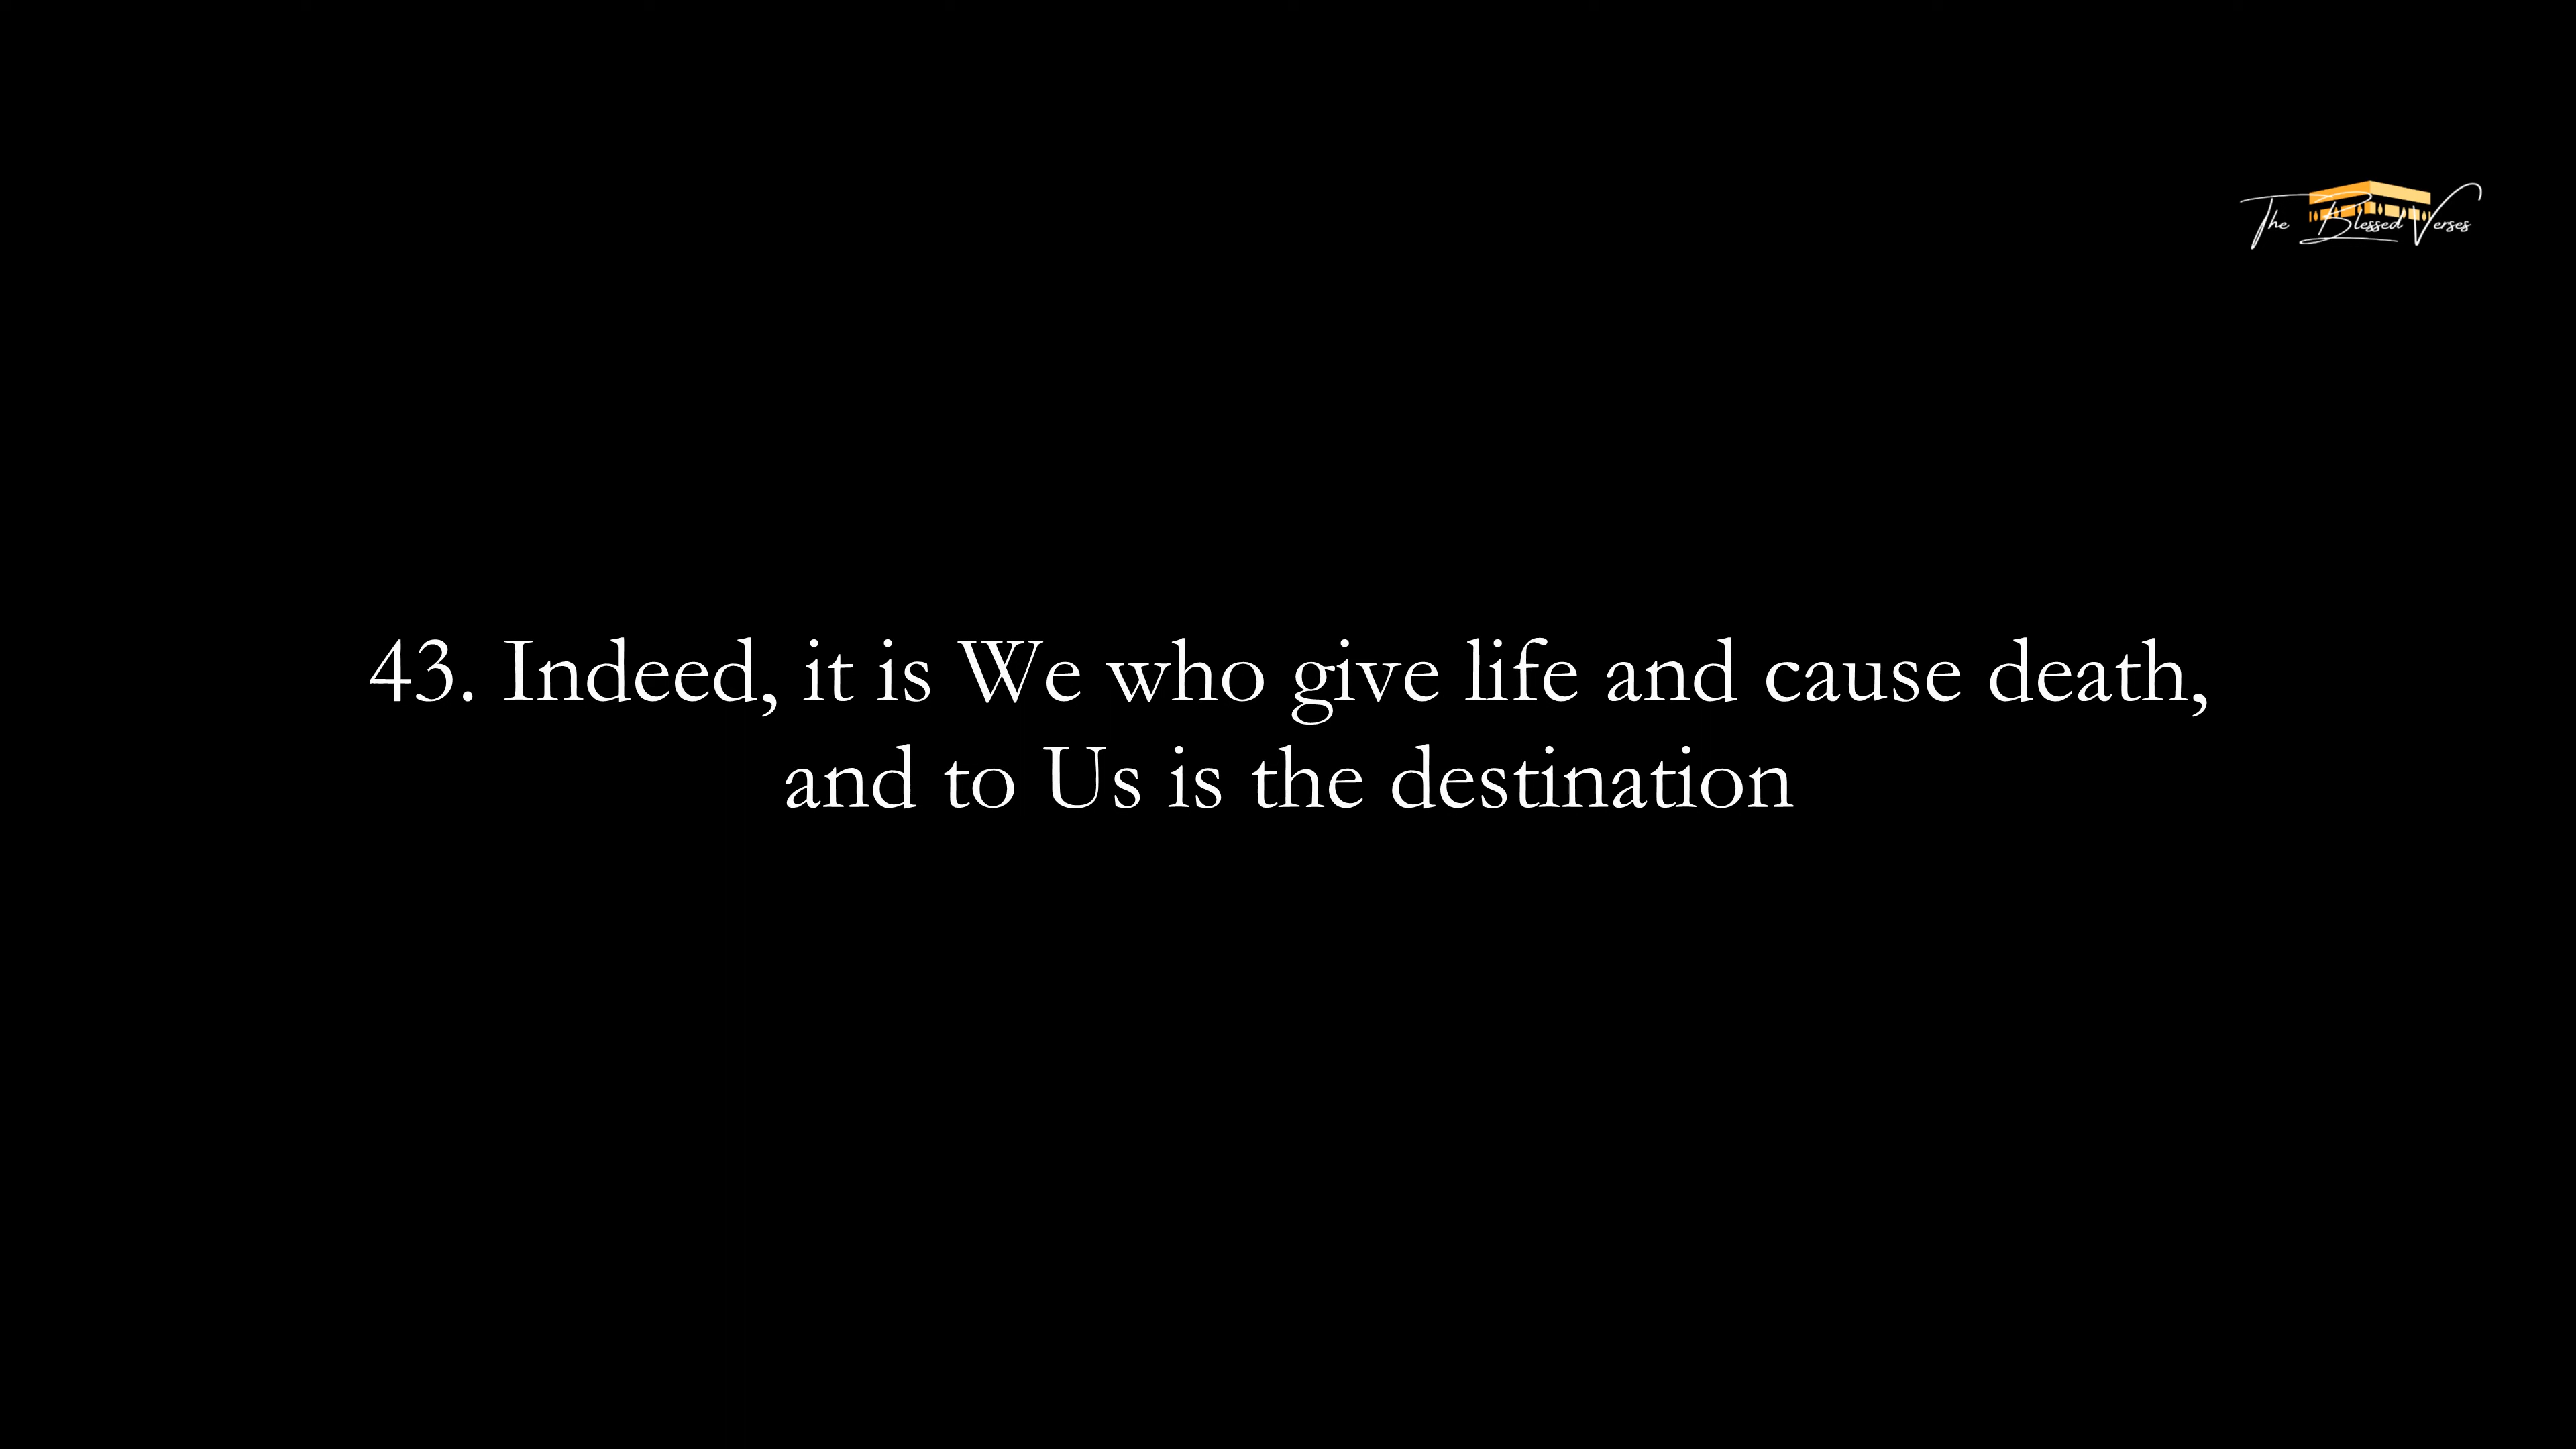 The Blessed Verses
43. Indeed, it is We who give life and cause death,
and to Us is the destination